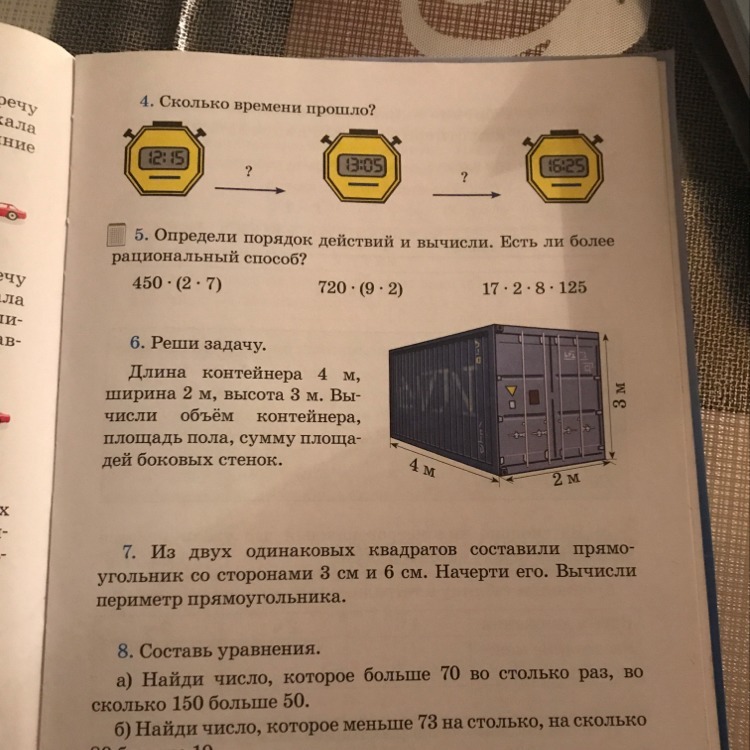 речу
4. Сколько времени прошло?
12:15
?
13:05
?
16:25
5. Определи порядок действий и вычисли. Есть ли более
рациональный способ?
450 · (2 · 7) 720 · (9 · 2) 17 · 2 · 8 · 125
6. Реши задачу.
Длина контейнера 4 м,
ширина 2 м, высота 3 м. Вы-
числи объём контейнера,
площадь пола, сумму площа-
дей боковых стенок.
4 м
2 м
3 м
7. Из двух одинаковых квадратов составили прямо-
угольник со сторонами 3 см и 6 см. Начерти его. Вычисли
периметр прямоугольника.
8. Составь уравнения.
а) Найди число, которое больше 70 во столько раз, во
сколько 150 больше 50.
б) Найди число, которое меньше 73 на столько, на сколько